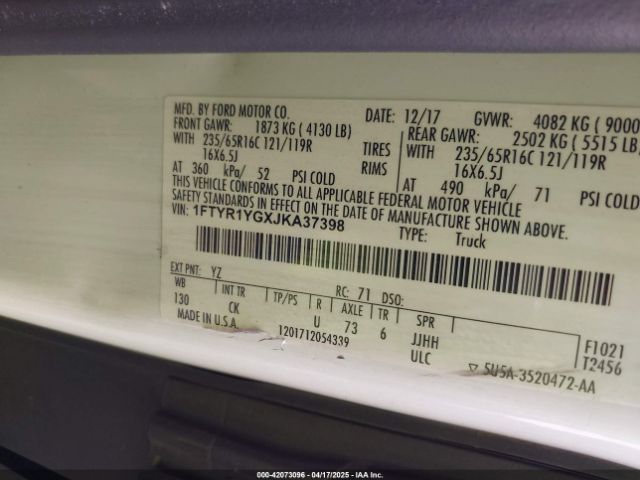 MFD. BY FORD MOTOR CO.
DATE: 12/17 GVWR: 4082 KG ( 9000
FRONT GAWR: 1873 KG ( 4130 LB)
REAR GAWR: 2502 KG ( 5515 LB)
WITH 235/65R16C 121/119R TIRES
WITH 235/65R16C 121/119R
16X6.5J RIMS
16X6.5J
AT 360 kPa/ 52 PSI COLD
AT 490 kPa/ 71 PSI COLD
THIS VEHICLE CONFORMS TO ALL APPLICABLE FEDERAL MOTOR VEHICLE
SAFETY STANDARDS IN EFFECT ON THE DATE OF MANUFACTURE SHOWN ABOVE.
VIN: 1FTYR1YGXJKA37398
TYPE: Truck
EXT PNT: YZ RC: 71 DSO:
WB INT TR TP/PS R AXLE TR SPR
130 CK U 73 6 JJHH
MADE IN U.S.A. 1201712054339 ULC
F1021
T2456
▽ 5U5A-3520472-AA
000-42073096 - 04/17/2025 - IAA Inc.